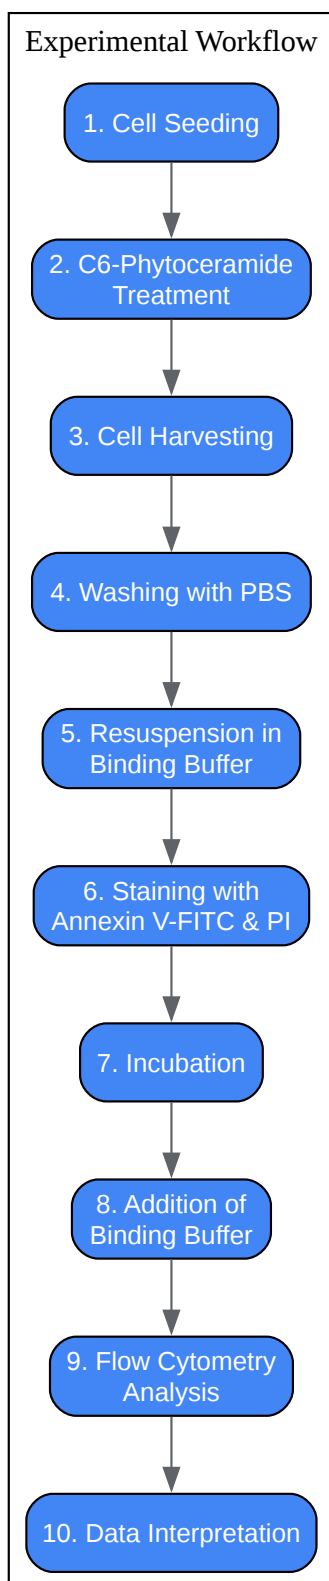 Experimental Workflow
1. Cell Seeding
2. C6-Phytoceramide
Treatment
3. Cell Harvesting
4. Washing with PBS
5. Resuspension in
Binding Buffer
6. Staining with
Annexin V-FITC & PI
7. Incubation
8. Addition of
Binding Buffer
9. Flow Cytometry
Analysis
10. Data Interpretation